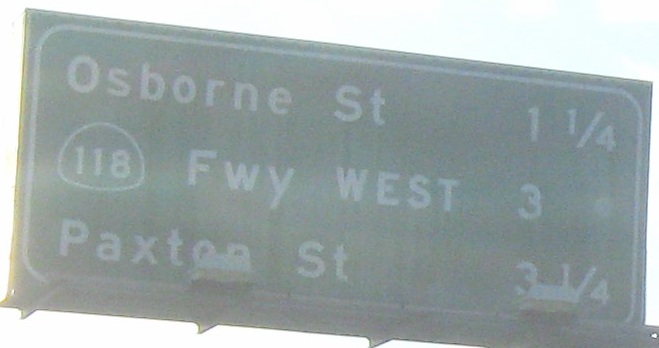 Osborne St 1 1/4
118 Fwy WEST 3
Paxton St 3 1/4